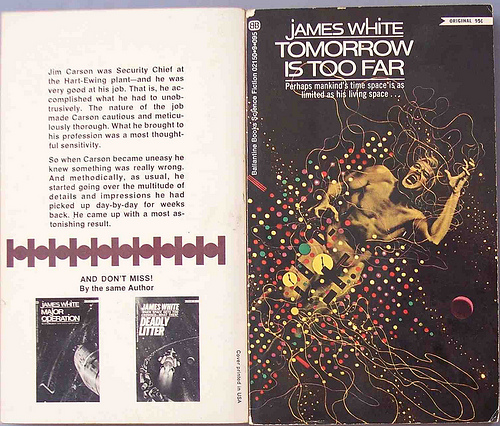 Jim Carson was Security Chief at
the Hart-Ewing plant—and he was
very good at his job. That is, he ac-
complished what he had to unob-
trusively. The nature of the job
made Carson cautious and meticu-
lously thorough. What he brought to
his profession was a most thought-
ful sensitivity.
So when Carson became uneasy he
knew something was really wrong.
And methodically, as usual, he
started going over the multitude of
details and impressions he had
picked up day-by-day for weeks
back. He came up with a most as-
tonishing result.
AND DON'T MISS!
By the same Author
JAMES WHITE
MAJOR
OPERATION
JAMES WHITE
DEADLY
LITTER
Cover printed in USA
BB
Ballantine Books Science Fiction 02150-9-095
ORIGINAL 95¢
JAMES WHITE
TOMORROW
IS TOO FAR
Perhaps mankind's time space is as
limited as his living space . . .